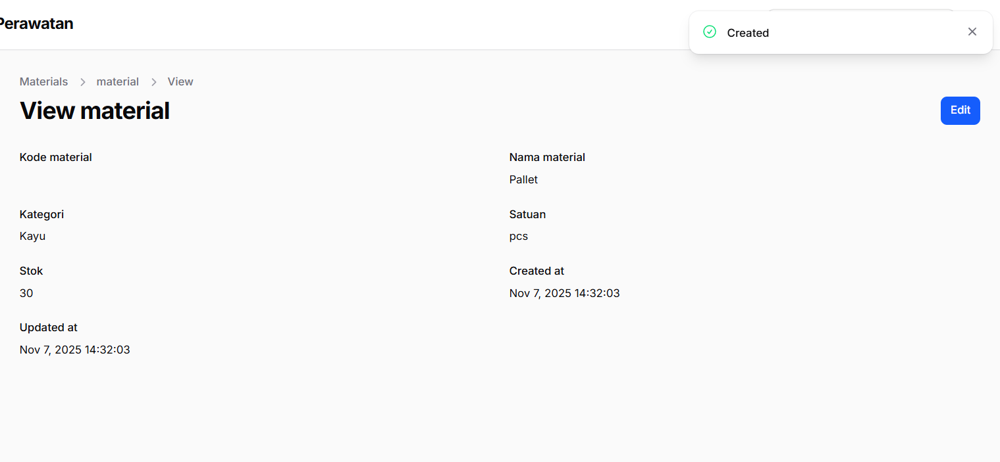 Perawatan
Created
Materials > material > View
View material
Edit
Kode material
Nama material
Pallet
Kategori
Kayu
Satuan
pcs
Stok
30
Created at
Nov 7, 2025 14:32:03
Updated at
Nov 7, 2025 14:32:03